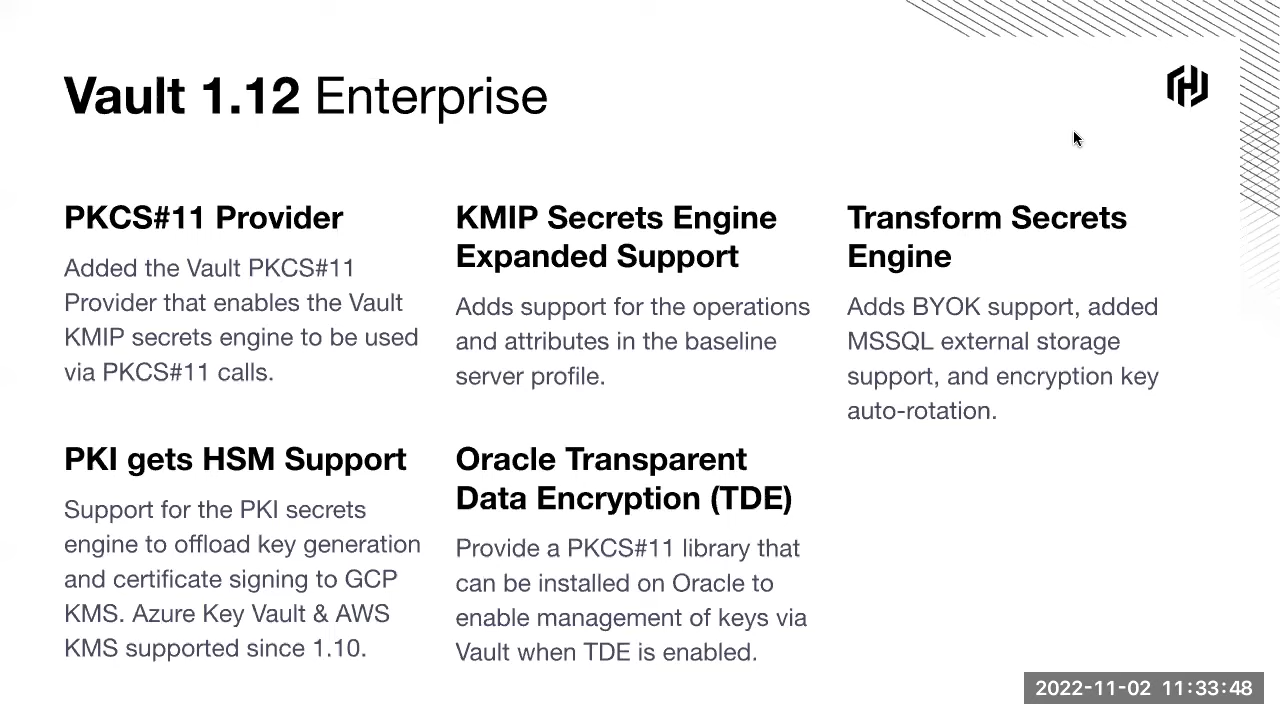 Vault 1.12 Enterprise
PKCS#11 Provider
Added the Vault PKCS#11
Provider that enables the Vault
KMIP secrets engine to be used
via PKCS#11 calls.
KMIP Secrets Engine
Expanded Support
Adds support for the operations
and attributes in the baseline
server profile.
Transform Secrets
Engine
Adds BYOK support, added
MSSQL external storage
support, and encryption key
auto-rotation.
PKI gets HSM Support
Support for the PKI secrets
engine to offload key generation
and certificate signing to GCP
KMS. Azure Key Vault & AWS
KMS supported since 1.10.
Oracle Transparent
Data Encryption (TDE)
Provide a PKCS#11 library that
can be installed on Oracle to
enable management of keys via
Vault when TDE is enabled.
2022-11-02 11:33:48